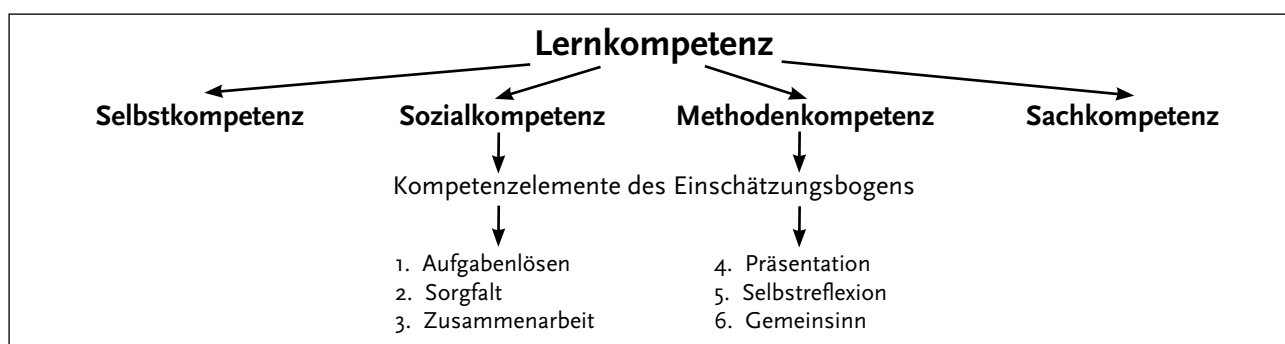 Lernkompetenz
Selbstkompetenz Sozialkompetenz Methodenkompetenz Sachkompetenz
Kompetenzelemente des Einschätzungsbogens
1. Aufgabenlösen 4. Präsentation
2. Sorgfalt 5. Selbstreflexion
3. Zusammenarbeit 6. Gemeinsinn